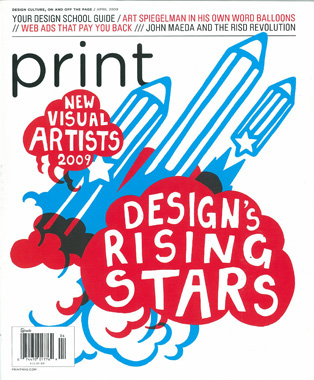 DESIGN CULTURE, ON AND OFF THE PAGE / APRIL 2009
YOUR DESIGN SCHOOL GUIDE / ART SPIEGELMAN IN HIS OWN WORD BALLOONS
// WEB ADS THAT PAY YOU BACK /// JOHN MAEDA AND THE RISD REVOLUTION
print
NEW
VISUAL
ARTISTS
2009
DESIGN'S
RISING
STARS
PRINTMAG.COM